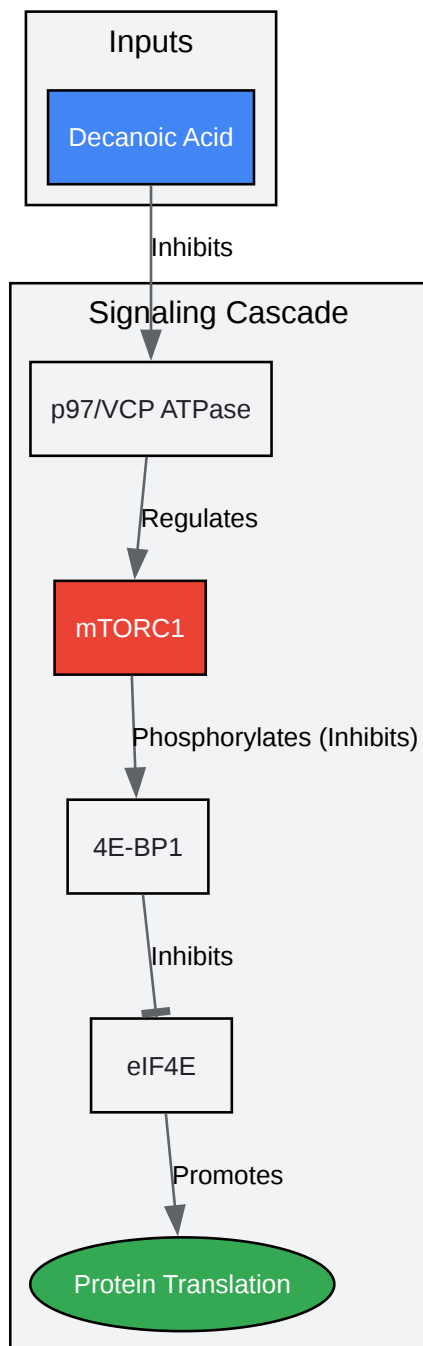 Inputs
Decanoic Acid
Inhibits
Signaling Cascade
p97/VCP ATPase
Regulates
mTORC1
Phosphorylates (Inhibits)
4E-BP1
Inhibits
eIF4E
Promotes
Protein Translation